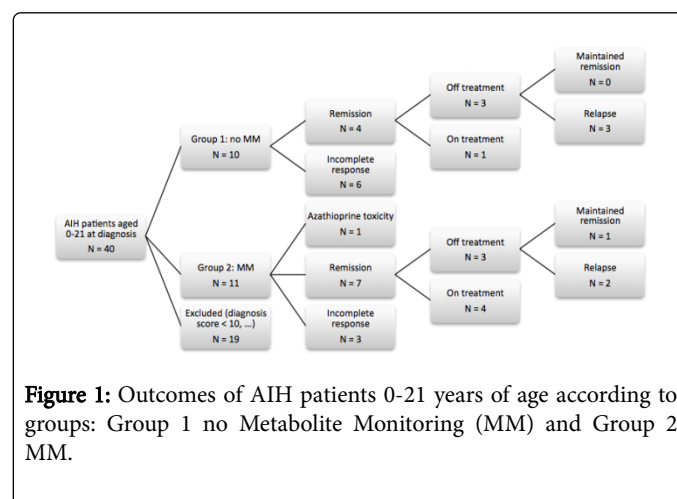 Maintained
remission
N = 0
Off treatment
N = 3
Remission
N = 4
Relapse
N = 3
Group 1: no MM
N = 10
On treatment
N = 1
Incomplete
response
N = 6
AIH patients aged
0-21 at diagnosis
N = 40
Azathioprine toxicity
N = 1
Maintained
remission
N = 1
Off treatment
N = 3
Group 2: MM
N = 11
Remission
N = 7
Relapse
N = 2
On treatment
N = 4
Excluded (diagnosis
score < 10, ...)
N = 19
Incomplete
response
N = 3
Figure 1: Outcomes of AIH patients 0-21 years of age according to
groups: Group 1 no Metabolite Monitoring (MM) and Group 2
MM.